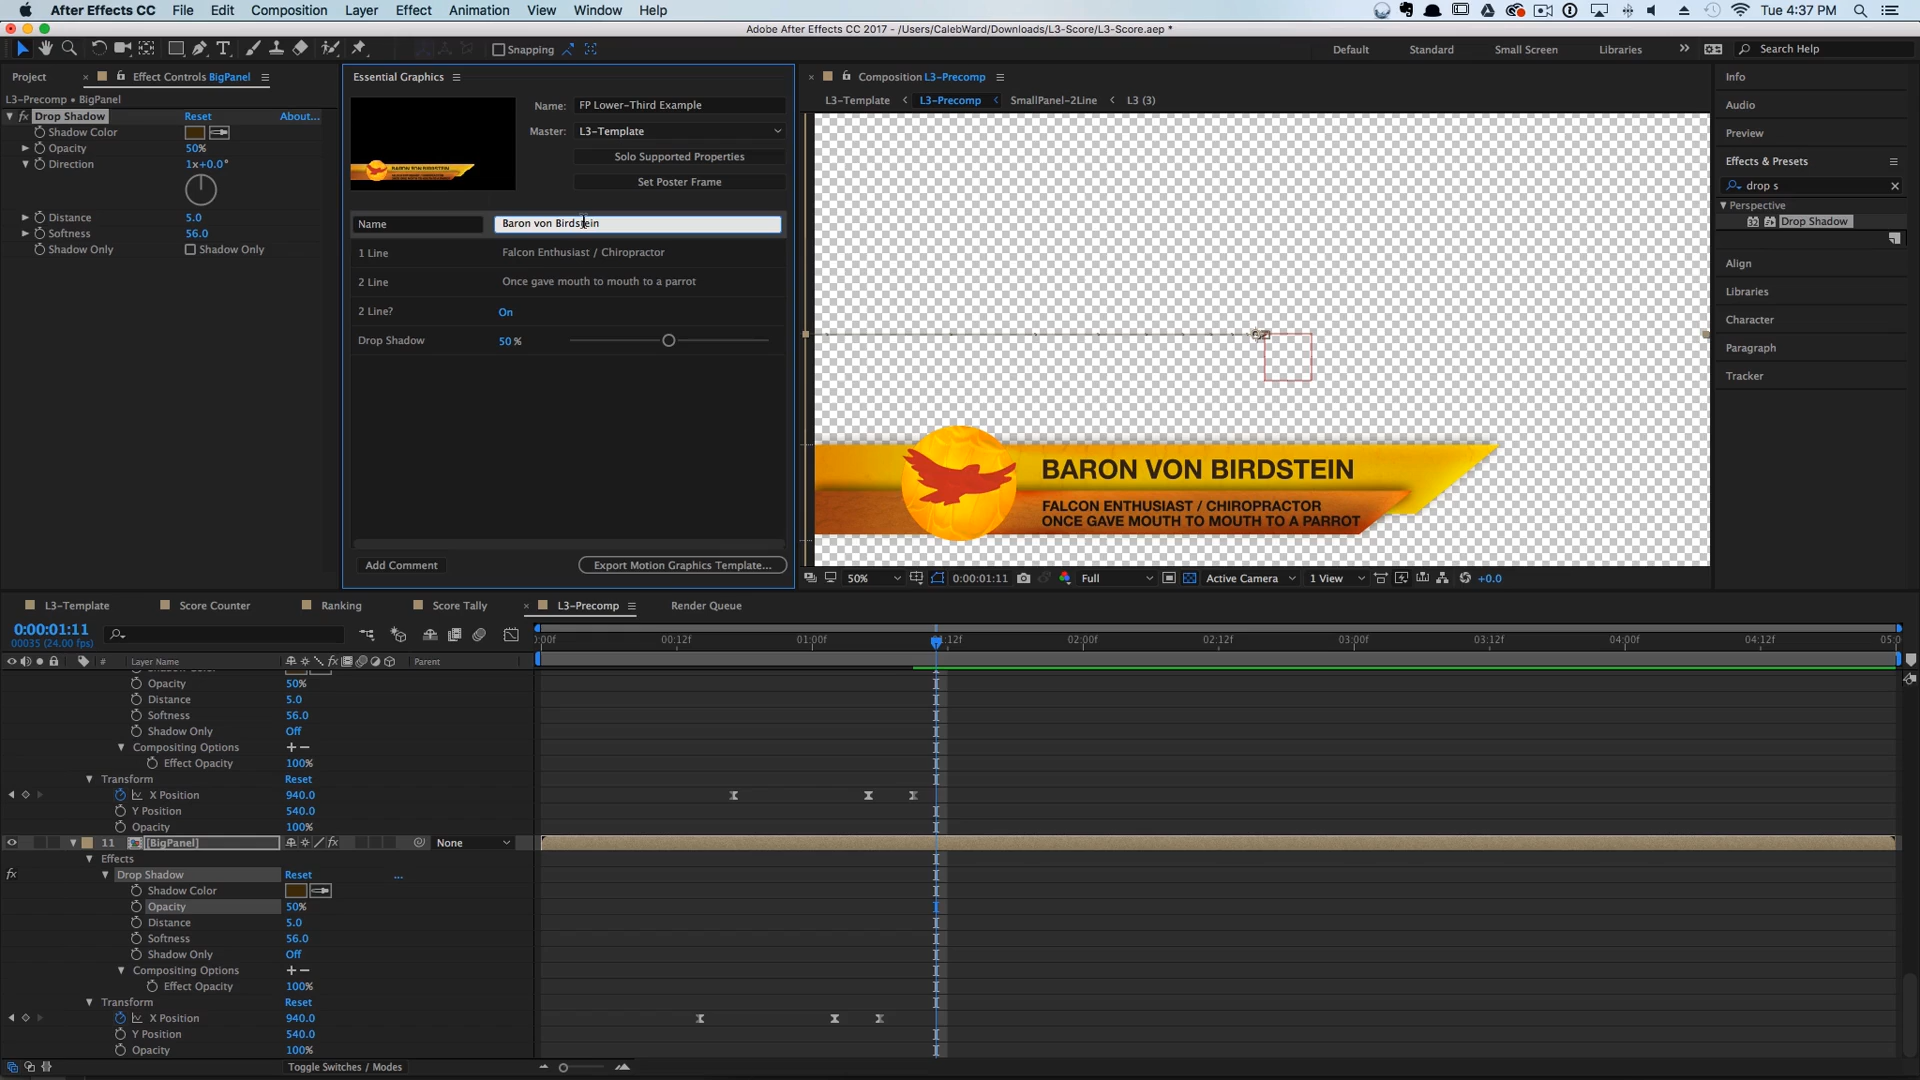 After Effects CC File Edit Composition Layer Effect Animation View Window Help Tue 4:37 PM
Adobe After Effects CC 2017 - /Users/CalebWard/Downloads/L3-Score/L3-Score.aep *
Snapping Default Standard Small Screen Libraries Search Help
Project Effect Controls BigPanel
L3-Precomp • BigPanel
fx Drop Shadow Reset About...
Shadow Color
Opacity 50%
Direction 1x+0.0°
Distance 5.0
Softness 56.0
Shadow Only Shadow Only
Essential Graphics
Name: FP Lower-Third Example
Master: L3-Template
Solo Supported Properties
Set Poster Frame
Name Baron von Birdstein
1 Line Falcon Enthusiast / Chiropractor
2 Line Once gave mouth to mouth to a parrot
2 Line? On
Drop Shadow 50 %
Add Comment Export Motion Graphics Template...
Composition L3-Precomp
L3-Template L3-Precomp SmallPanel-2Line L3 (3)
BARON VON BIRDSTEIN
FALCON ENTHUSIAST / CHIROPRACTOR
ONCE GAVE MOUTH TO MOUTH TO A PARROT
50% 0:00:01:11 Full Active Camera 1 View +0.0
Info
Audio
Preview
Effects & Presets
drop s
Perspective
Drop Shadow
Align
Libraries
Character
Paragraph
Tracker
L3-Template Score Counter Ranking Score Tally L3-Precomp Render Queue
0:00:01:11
00035 (24.00 fps)
:00f 00:12f 01:00f 01:12f 02:00f 02:12f 03:00f 03:12f 04:00f 04:12f 05:0
# Layer Name Parent
Opacity 50%
Distance 5.0
Softness 56.0
Shadow Only Off
Compositing Options + –
Effect Opacity 100%
Transform Reset
X Position 940.0
Y Position 540.0
Opacity 100%
11 [BigPanel] fx None
Effects
fx Drop Shadow Reset ...
Shadow Color
Opacity 50%
Distance 5.0
Softness 56.0
Shadow Only Off
Compositing Options + –
Effect Opacity 100%
Transform Reset
X Position 940.0
Y Position 540.0
Opacity 100%
Toggle Switches / Modes